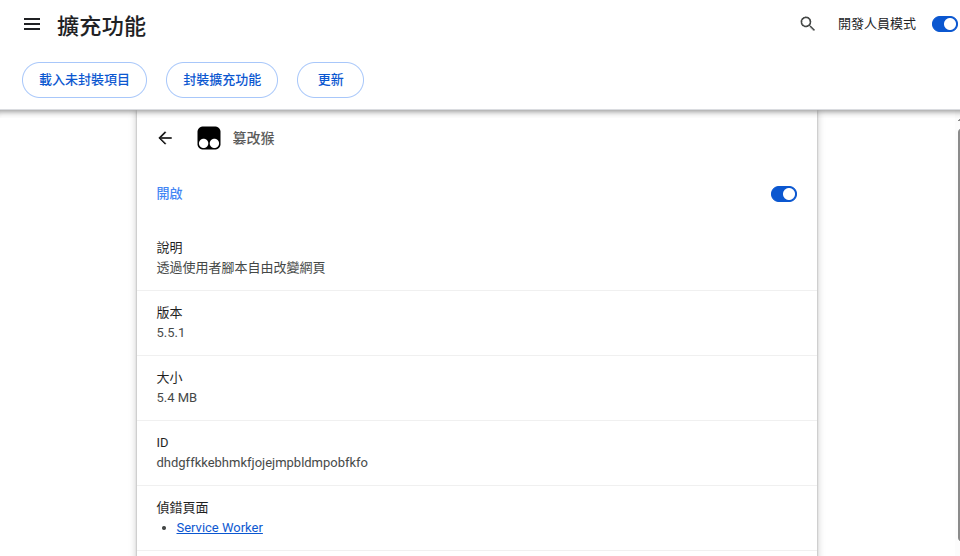 擴充功能
開發人員模式
載入未封裝項目
封裝擴充功能
更新
篡改猴
開啟
說明
透過使用者腳本自由改變網頁
版本
5.5.1
大小
5.4 MB
ID
dhdgffkkebhmkfjojejmpbldmpobfkfo
偵錯頁面
Service Worker